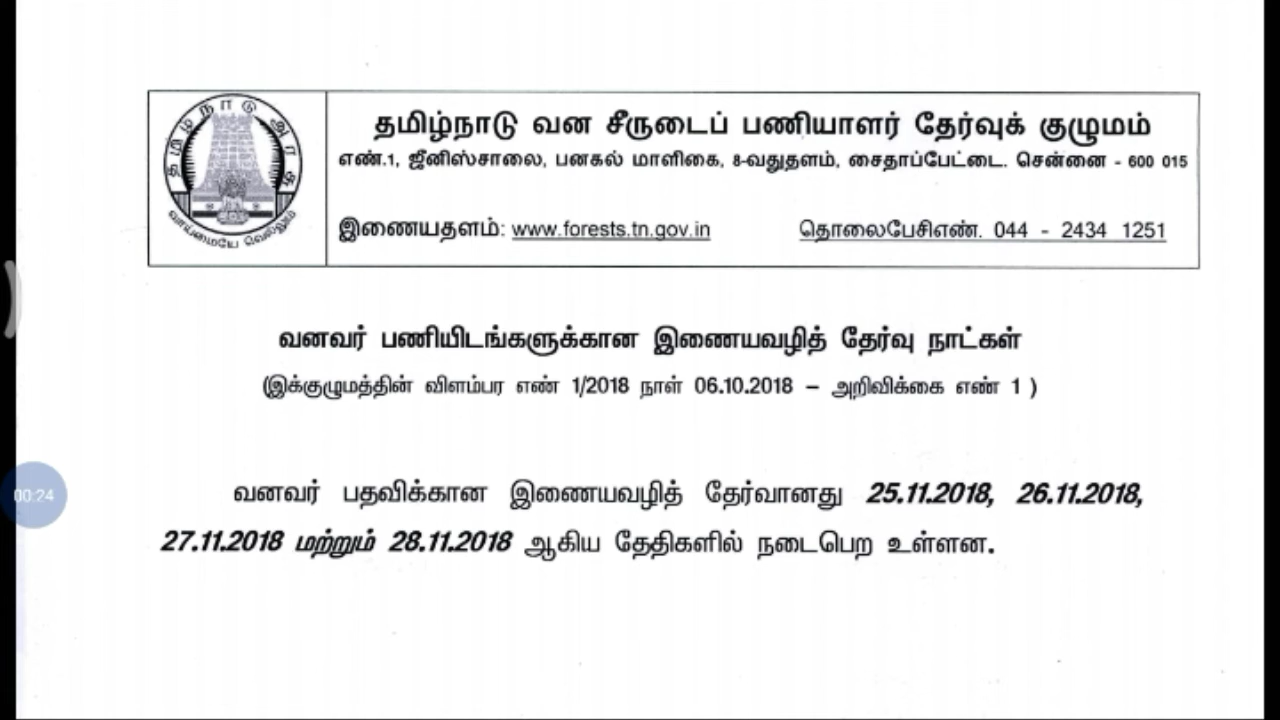 தமிழ்நாடு அரசு
வாய்மையே வெல்லும்
தமிழ்நாடு வன சீருடைப் பணியாளர் தேர்வுக் குழுமம்
எண்.1, ஜீனிஸ்சாலை, பனகல் மாளிகை, 8-வதுதளம், சைதாப்பேட்டை. சென்னை - 600 015
இணையதளம்: www.forests.tn.gov.in தொலைபேசிஎண். 044 - 2434 1251
வனவர் பணியிடங்களுக்கான இணையவழித் தேர்வு நாட்கள்
(இக்குழுமத்தின் விளம்பர எண் 1/2018 நாள் 06.10.2018 – அறிவிக்கை எண் 1 )
00:24
வனவர் பதவிக்கான இணையவழித் தேர்வானது 25.11.2018, 26.11.2018,
27.11.2018 மற்றும் 28.11.2018 ஆகிய தேதிகளில் நடைபெற உள்ளன.